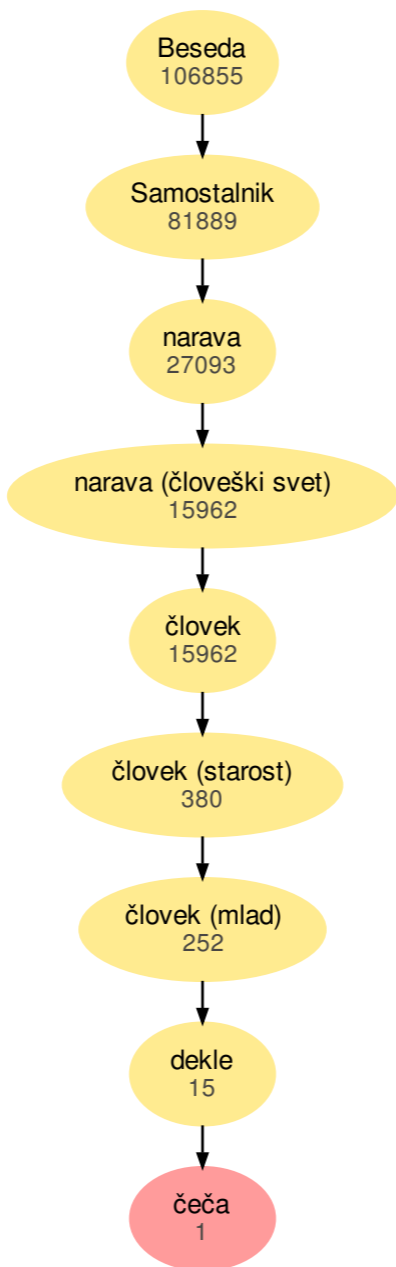 Beseda
106855
Samostalnik
81889
narava
27093
narava (človeški svet)
15962
človek
15962
človek (starost)
380
človek (mlad)
252
dekle
15
čeča
1